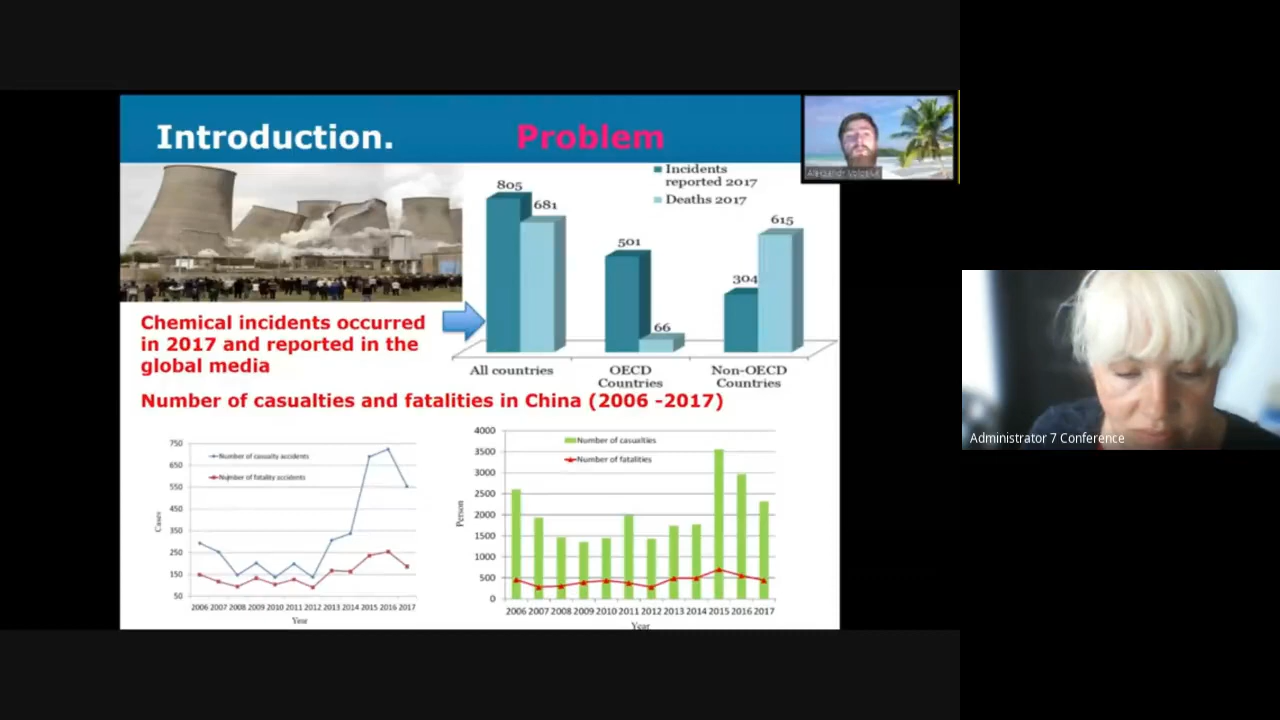 Introduction. Problem
Aleksandr
Incidents
reported 2017
Deaths 2017
805
681
501
66
304
615
All countries
OECD
Countries
Non-OECD
Countries
Chemical incidents occurred
in 2017 and reported in the
global media
Number of casualties and fatalities in China (2006 -2017)
750
650
550
450
350
250
150
50
Cases
Number of casualty accidents
Number of fatality accidents
2006 2007 2008 2009 2010 2011 2012 2013 2014 2015 2016 2017
Year
4000
3500
3000
2500
2000
1500
1000
500
0
Person
Number of casualties
Number of fatalities
2006 2007 2008 2009 2010 2011 2012 2013 2014 2015 2016 2017
Year
Administrator 7 Conference